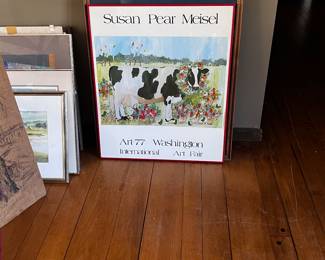 Susan Pear Meisel
Art 77 Washington
International Art Fair